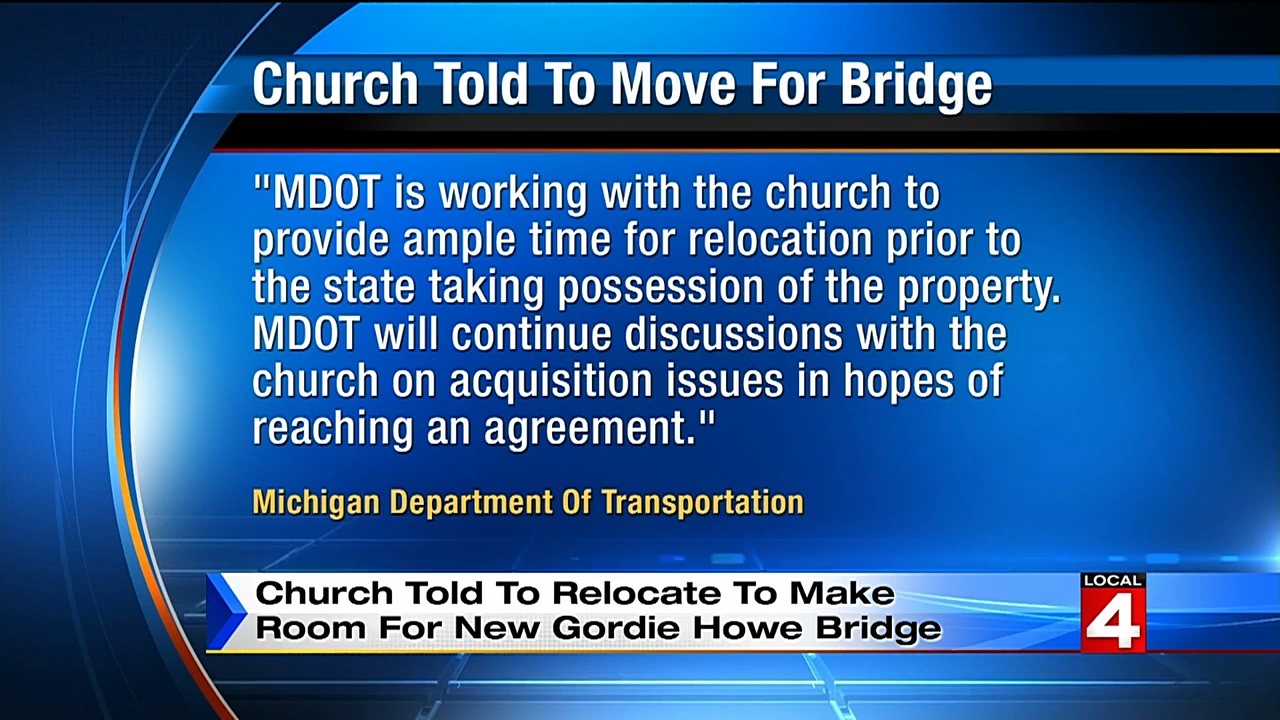 Church Told To Move For Bridge
"MDOT is working with the church to
provide ample time for relocation prior to
the state taking possession of the property.
MDOT will continue discussions with the
church on acquisition issues in hopes of
reaching an agreement."
Michigan Department Of Transportation
Church Told To Relocate To Make
Room For New Gordie Howe Bridge
LOCAL
4